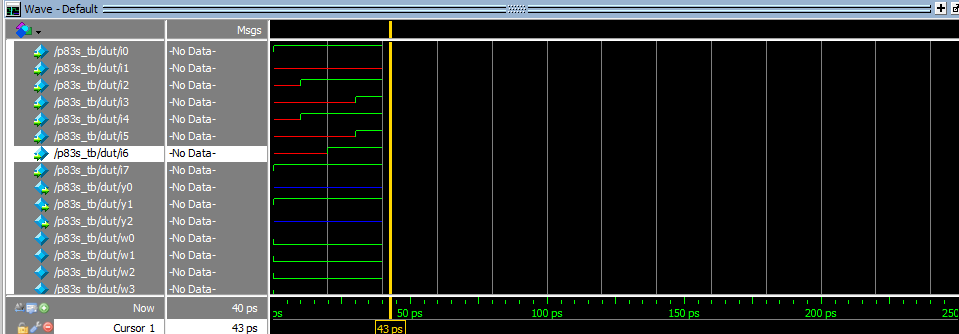 Wave - Default
Msgs
/p83s_tb/dut/i0 -No Data-
/p83s_tb/dut/i1 -No Data-
/p83s_tb/dut/i2 -No Data-
/p83s_tb/dut/i3 -No Data-
/p83s_tb/dut/i4 -No Data-
/p83s_tb/dut/i5 -No Data-
/p83s_tb/dut/i6 -No Data-
/p83s_tb/dut/i7 -No Data-
/p83s_tb/dut/y0 -No Data-
/p83s_tb/dut/y1 -No Data-
/p83s_tb/dut/y2 -No Data-
/p83s_tb/dut/w0 -No Data-
/p83s_tb/dut/w1 -No Data-
/p83s_tb/dut/w2 -No Data-
/p83s_tb/dut/w3 -No Data-
Now 40 ps ps 50 ps 100 ps 150 ps 200 ps 250
Cursor 1 43 ps 43 ps